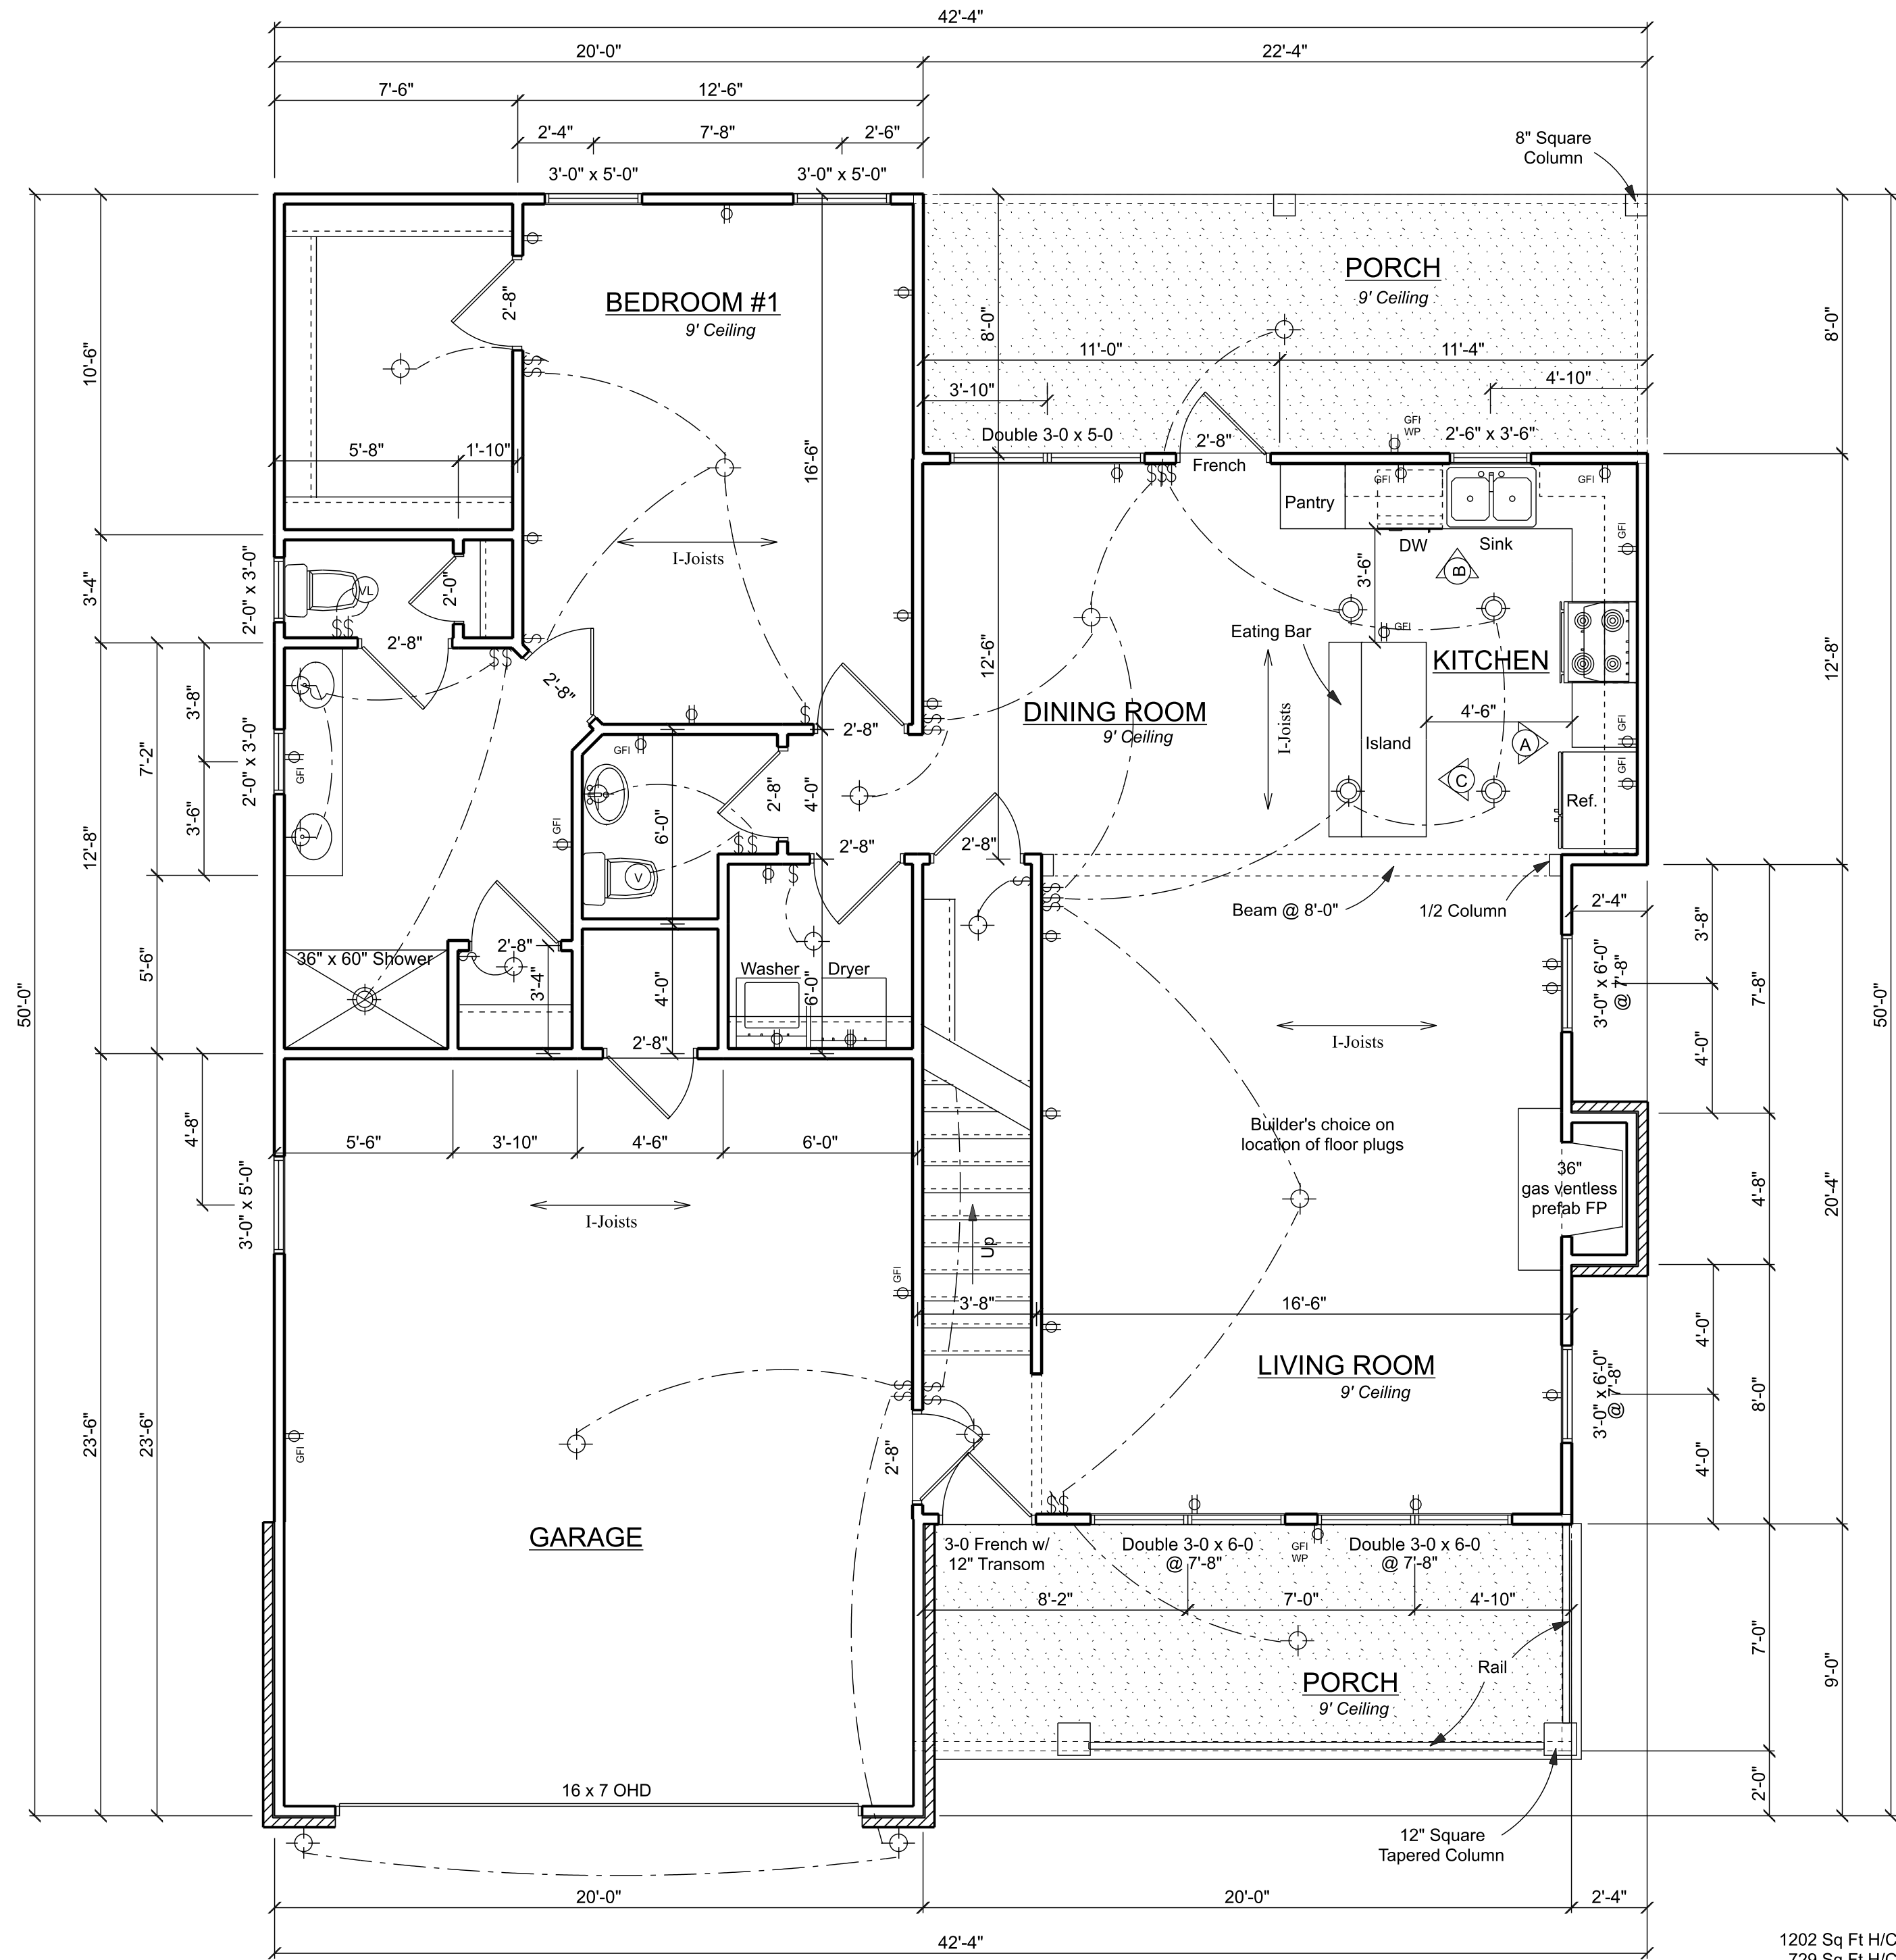 42'-4"
20'-0"
22'-4"
7'-6"
12'-6"
2'-4"
7'-8"
2'-6"
3'-0" x 5'-0"
3'-0" x 5'-0"
8" Square
Column
PORCH
9' Ceiling
BEDROOM #1
9' Ceiling
2'-8"
8'-0"
8'-0"
10'-6"
11'-0"
11'-4"
3'-10"
4'-10"
GFI
WP
Double 3-0 x 5-0
2'-8"
French
2'-6" x 3'-6"
5'-8"
1'-10"
16'-6"
GFI
GFI
Pantry
DW
Sink
GFI
I-Joists
B
3'-6"
3'-4"
2'-0" x 3'-0"
VL
2'-0"
2'-8"
Eating Bar
GFI
KITCHEN
12'-6"
12'-8"
2'-8"
3'-8"
7'-2"
2'-0" x 3'-0"
GFI
3'-6"
DINING ROOM
9' Ceiling
I-Joists
4'-6"
Island
A
C
GFI
GFI
Ref.
2'-8"
GFI
2'-8"
4'-0"
6'-0"
2'-8"
2'-8"
V
GFI
12'-8"
Beam @ 8'-0"
1/2 Column
2'-4"
3'-8"
5'-6"
36" x 60" Shower
2'-8"
3'-4"
4'-0"
Washer
Dryer
6'-0"
2'-8"
3'-0" x 6'-0"
@ 7'-8"
7'-8"
4'-0"
50'-0"
50'-0"
I-Joists
4'-8"
5'-6"
3'-10"
4'-6"
6'-0"
Builder's choice on
location of floor plugs
36"
gas ventless
prefab FP
4'-8"
20'-4"
3'-0" x 5'-0"
I-Joists
Up
GFI
3'-8"
16'-6"
4'-0"
LIVING ROOM
9' Ceiling
3'-0" x 6'-0"
@ 7'-8"
8'-0"
4'-0"
23'-6"
23'-6"
GFI
2'-8"
GARAGE
3-0 French w/
12" Transom
Double 3-0 x 6-0
@ 7'-8"
GFI
WP
Double 3-0 x 6-0
@ 7'-8"
8'-2"
7'-0"
4'-10"
7'-0"
9'-0"
Rail
PORCH
9' Ceiling
16 x 7 OHD
2'-0"
12" Square
Tapered Column
20'-0"
20'-0"
2'-4"
42'-4"
1202 Sq Ft H/C
729 Sq Ft H/C